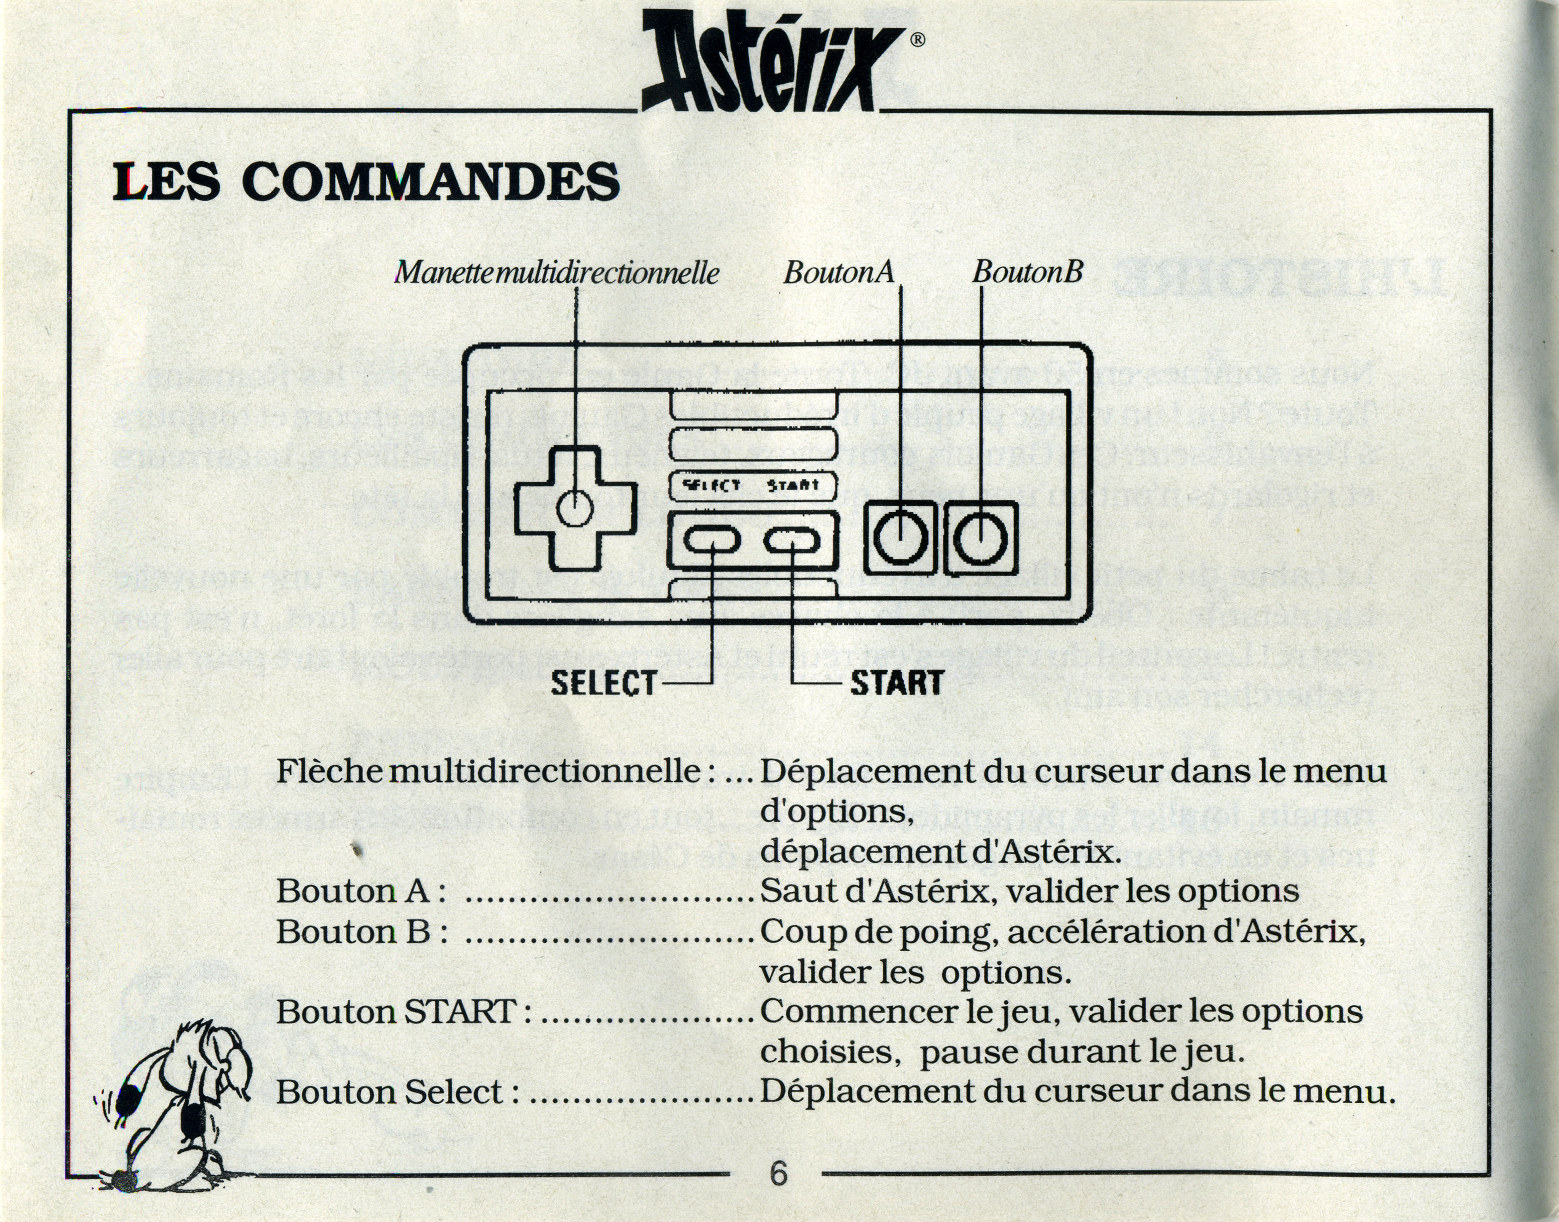 Astérix®
LES COMMANDES
Manette multidirectionnelle Bouton A Bouton B
SELECT START
SELECT START
Flèche multidirectionnelle : ... Déplacement du curseur dans le menu
d'options,
déplacement d'Astérix.
Bouton A : ........................... Saut d'Astérix, valider les options
Bouton B : ........................... Coup de poing, accélération d'Astérix,
valider les options.
Bouton START : .................... Commencer le jeu, valider les options
choisies, pause durant le jeu.
Bouton Select : ..................... Déplacement du curseur dans le menu.
6